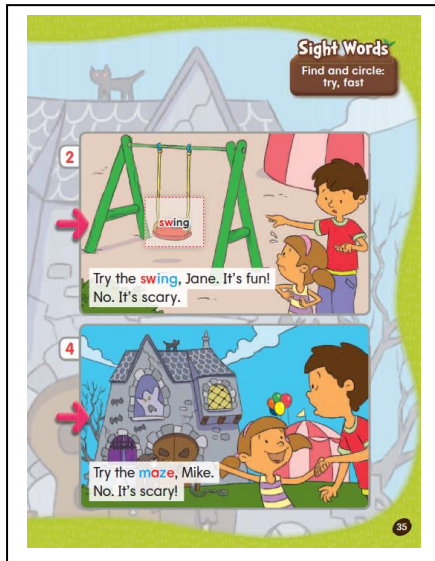 Sight Words
Find and circle:
try, fast
2
swing
Try the swing, Jane. It's fun!
No. It's scary.
4
Try the maze, Mike.
No. It's scary!
35